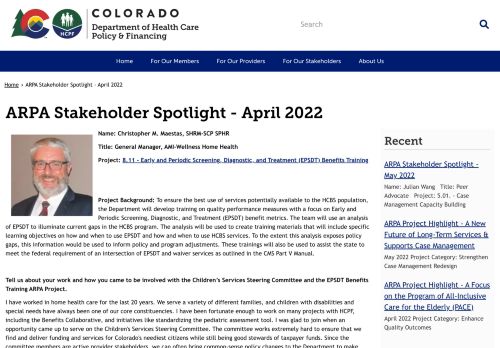 COLORADO
Department of Health Care
Policy & Financing
HCPF
Search
Home
For Our Members
For Our Providers
For Our Stakeholders
About Us
Home › ARPA Stakeholder Spotlight - April 2022
ARPA Stakeholder Spotlight - April 2022
Name: Christopher M. Maestas, SHRM-SCP SPHR
Title: General Manager, AMI-Wellness Home Health
Project: 8.11 - Early and Periodic Screening, Diagnostic, and Treatment (EPSDT) Benefits Training
Project Background: To ensure the best use of services potentially available to the HCBS population,
the Department will develop training on quality performance measures with a focus on Early and
Periodic Screening, Diagnostic, and Treatment (EPSDT) benefit metrics. The team will use an analysis
of EPSDT to illuminate current gaps in the HCBS program. The analysis will be used to create training materials that will include specific
learning objectives on how and when to use EPSDT and how and when to use HCBS services. To the extent this analysis exposes policy
gaps, this information would be used to inform policy and program adjustments. These trainings will also be used to assist the state to
meet the federal requirement of an intersection of EPSDT and waiver services as outlined in the CMS Part V Manual.
Tell us about your work and how you came to be involved with the Children's Services Steering Committee and the EPSDT Benefits
Training ARPA Project.
I have worked in home health care for the last 20 years. We serve a variety of different families, and children with disabilities and
special needs have always been one of our core constituencies. I have been fortunate enough to work on many projects with HCPF,
including the Benefits Collaborative, and initiatives like standardizing the pediatric assessment tool. I was glad to join when an
opportunity came up to serve on the Children's Services Steering Committee. The committee works extremely hard to ensure that we
find and deliver funding and services for Colorado's neediest citizens while still being good stewards of taxpayer funds. Since the
committee members are active provider stakeholders, we can often bring common-sense policy changes to the Department to make
Recent
ARPA Stakeholder Spotlight -
May 2022
Name: Julian Wang Title: Peer
Advocate Project: 5.01. - Case
Management Capacity Building
ARPA Project Highlight - A New
Future of Long-Term Services &
Supports Case Management
May 2022 Project Category: Strengthen
Case Management Redesign
ARPA Project Highlight - A Focus
on the Program of All-Inclusive
Care for the Elderly (PACE)
April 2022 Project Category: Enhance
Quality Outcomes